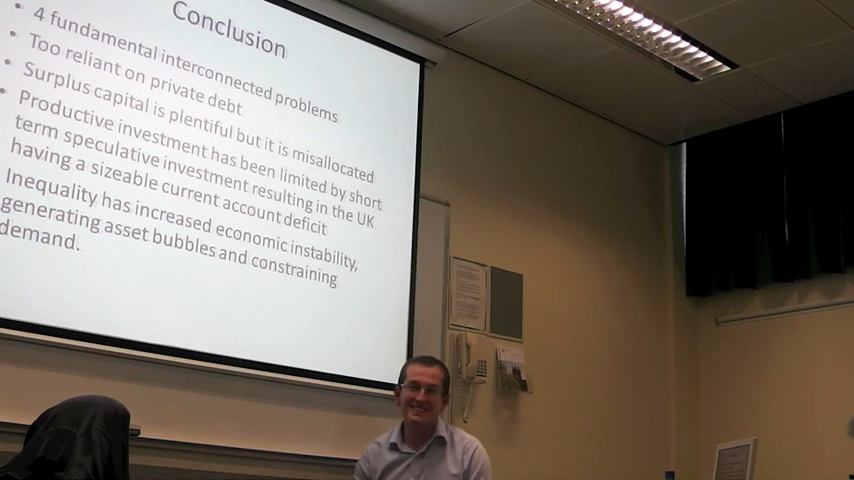 Conclusion
• 4 fundamental interconnected problems
• Too reliant on private debt
• Surplus capital is plentiful but it is misallocated
• Productive investment has been limited by short
term speculative investment resulting in the UK
having a sizeable current account deficit
Inequality has increased economic instability,
generating asset bubbles and constraining
demand.